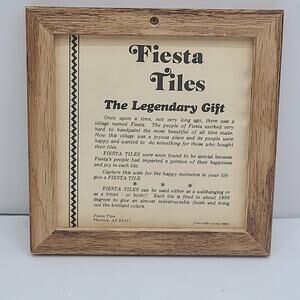 Fiesta
Tiles
The Legendary Gift
Once upon a time, not very long ago, there was a
village named Fiesta. The people of Fiesta worked very
hard to handpaint the most beautiful of all tiles made.
Now this village was a joyous place and its people were
happy and wanted to do something for those who bought
their tiles.
FIESTA TILES were soon found to be special because
Fiesta's people had imparted a portion of their happiness
and joy in each tile.
Capture this wish for the happy moments in your life -
give a FIESTA TILE.
* * *
FIESTA TILES can be used either as a wallhanging or
as a trivet - or both!! Each tile is fired to about 1800
degrees to give an almost indestructible finish and bring
out the brilliant colors.
Fiesta Tiles
Phoenix, AZ
Copyright